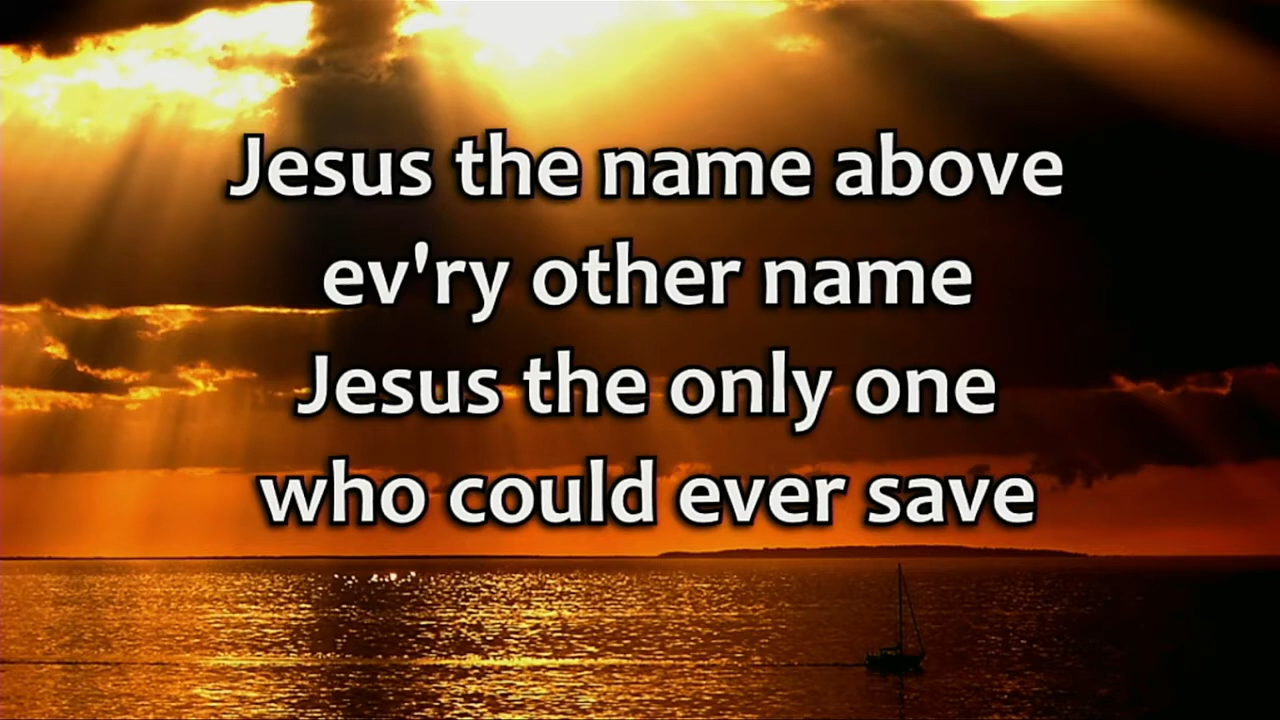 Jesus the name above
ev'ry other name
Jesus the only one
who could ever save